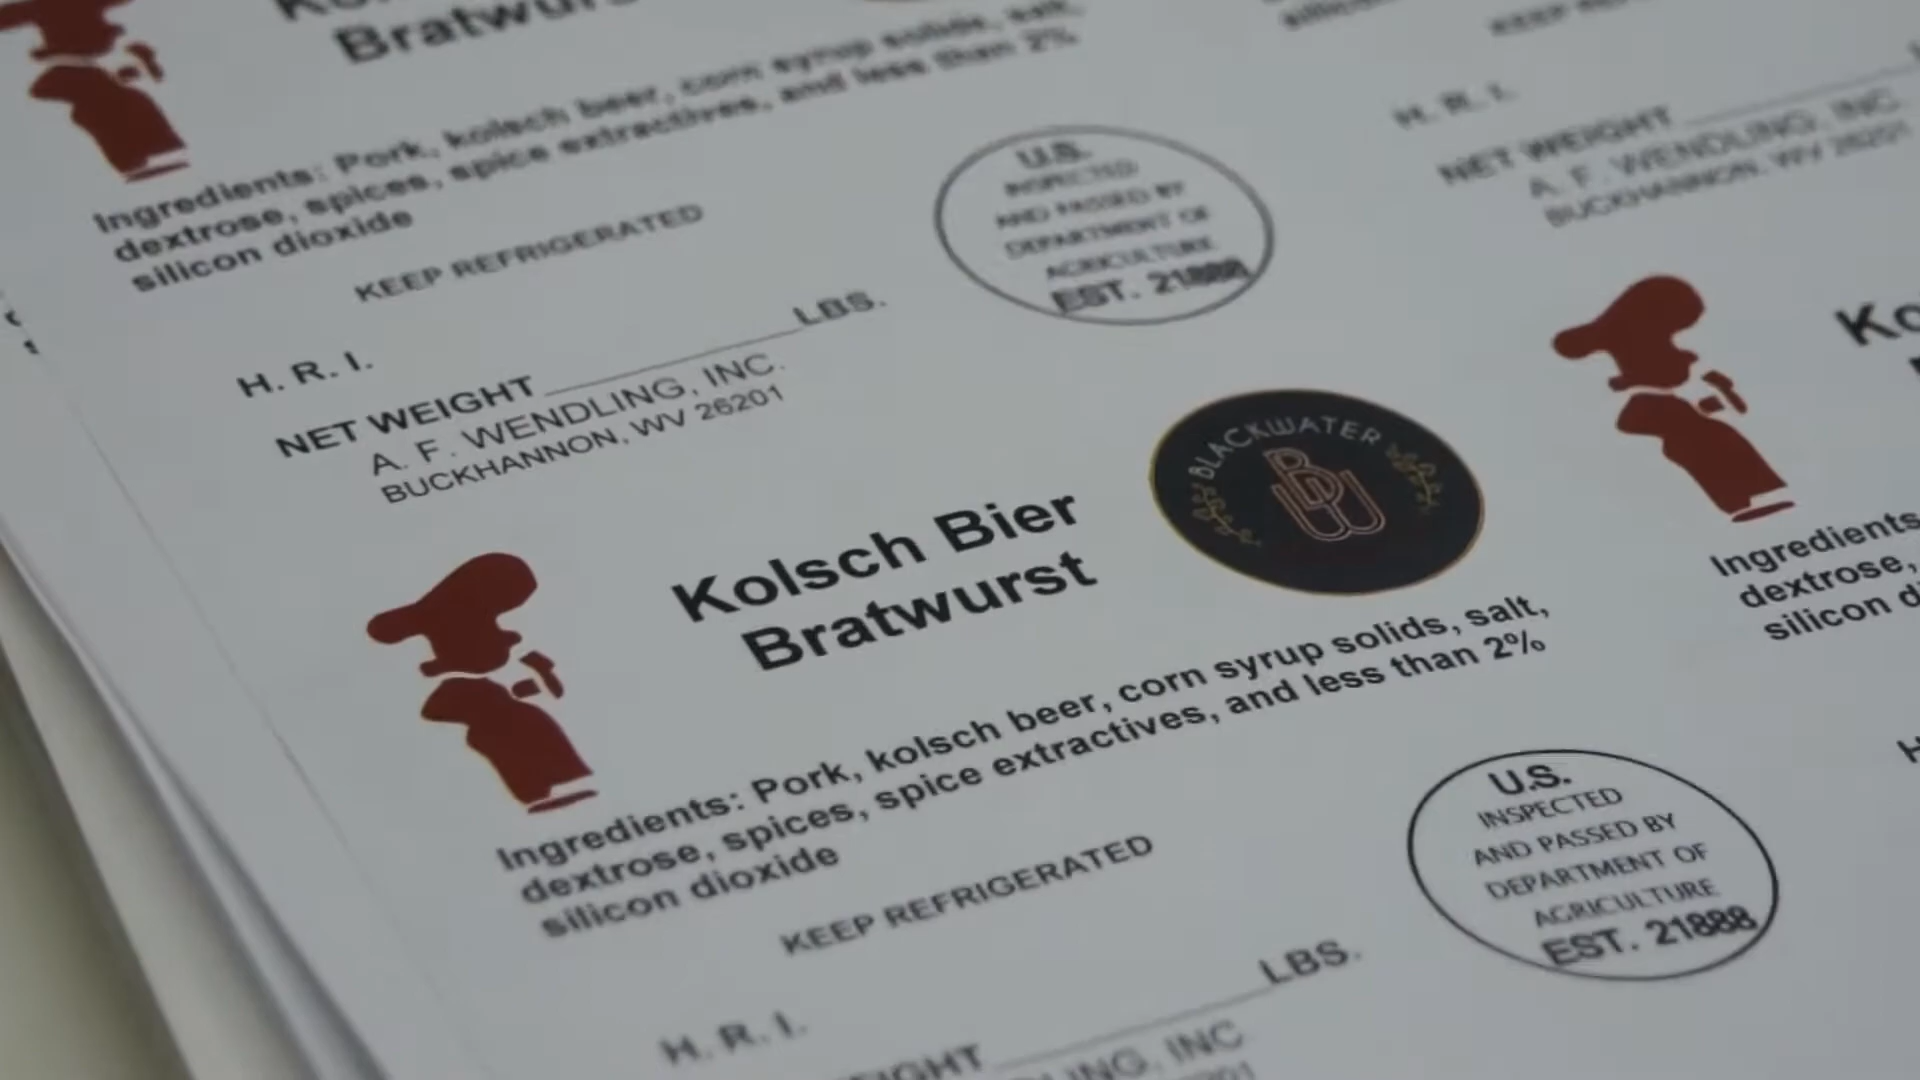 Bratwurst
Ingredients: Pork, kolsch beer, corn syrup solids, salt,
dextrose, spices, spice extractives, and less than 2%
silicon dioxide
KEEP REFRIGERATED
U.S.
INSPECTED
AND PASSED BY
DEPARTMENT OF
AGRICULTURE
EST. 21888
H. R. I.
NET WEIGHT LBS.
A. F. WENDLING, INC.
BUCKHANNON, WV 26201
KEEP
H. R. I.
NET WEIGHT
A. F. WENDLING, INC.
BUCKHANNON, WV 26201
Kolsch Bier
Bratwurst
BLACKWATER
Ingredients: Pork, kolsch beer, corn syrup solids, salt,
dextrose, spices, spice extractives, and less than 2%
silicon dioxide
KEEP REFRIGERATED
U.S.
INSPECTED
AND PASSED BY
DEPARTMENT OF
AGRICULTURE
EST. 21888
H. R. I.
LBS.
Ingredients
dextrose,
silicon